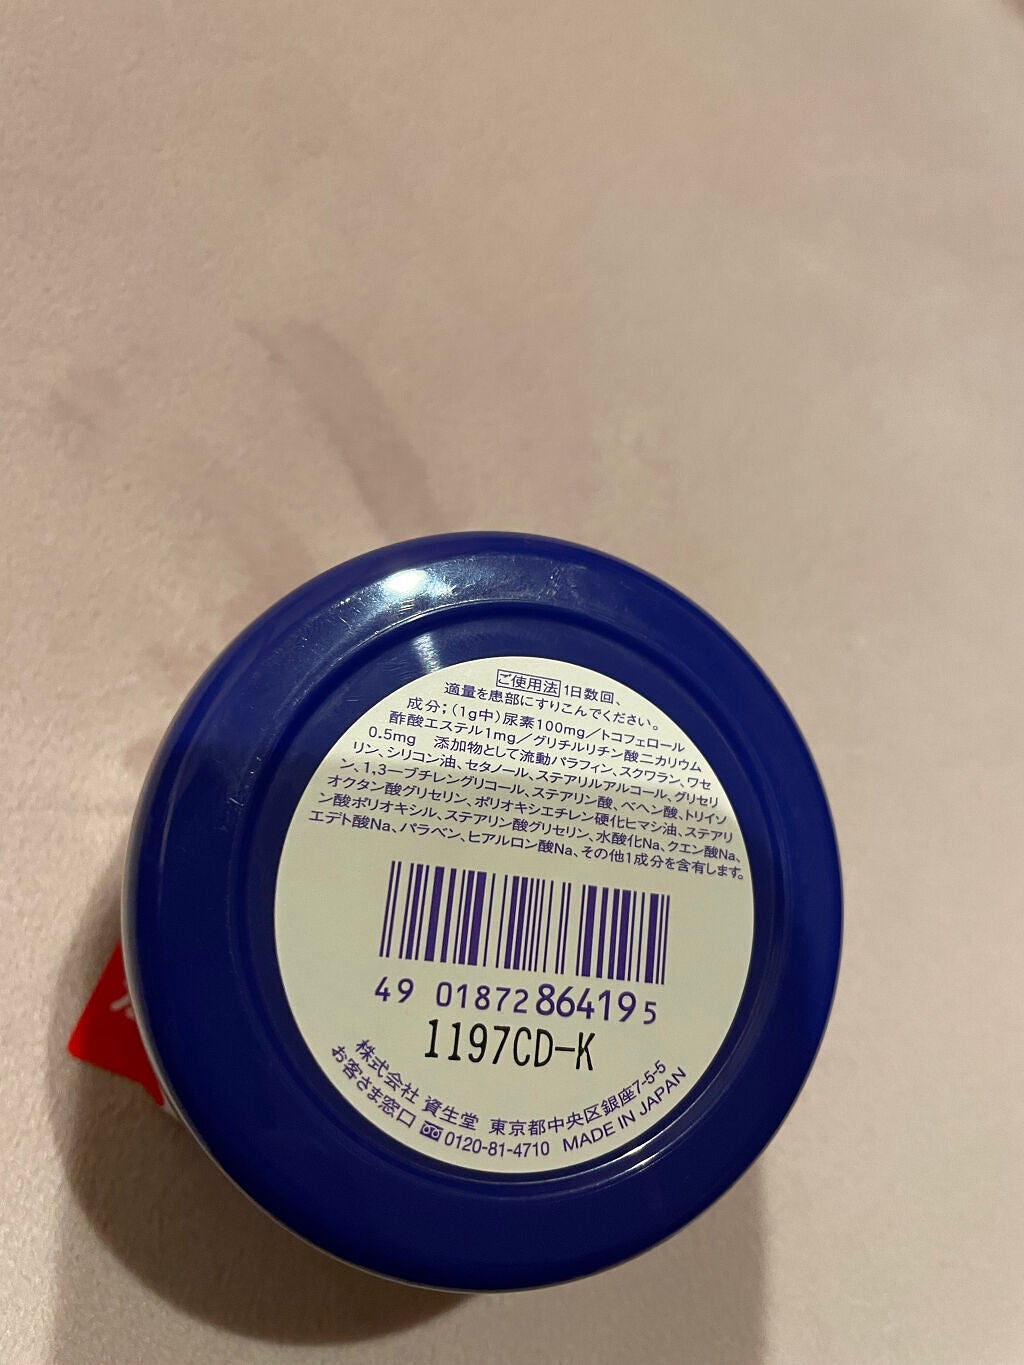 ご使用法 1日数回、
適量を患部にすりこんでください。
成分;(1g中)尿素100mg/トコフェロール
酢酸エステル1mg/グリチルリチン酸二カリウム
0.5mg 添加物として流動パラフィン、スクワラン、ワセ
リン、シリコン油、セタノール、ステアリルアルコール、グリセリ
ン、1,3ーブチレングリコール、ステアリン酸、ベヘン酸、トリイソ
オクタン酸グリセリン、ポリオキシエチレン硬化ヒマシ油、ステアリ
ン酸ポリオキシル、ステアリン酸グリセリン、水酸化Na、クエン酸Na、
エデト酸Na、パラベン、ヒアルロン酸Na、その他1成分を含有します。
49 01872 86419 5
1197CD-K
株式会社 資生堂 東京都中央区銀座7-5-5
お客さま窓口 0120-81-4710 MADE IN JAPAN